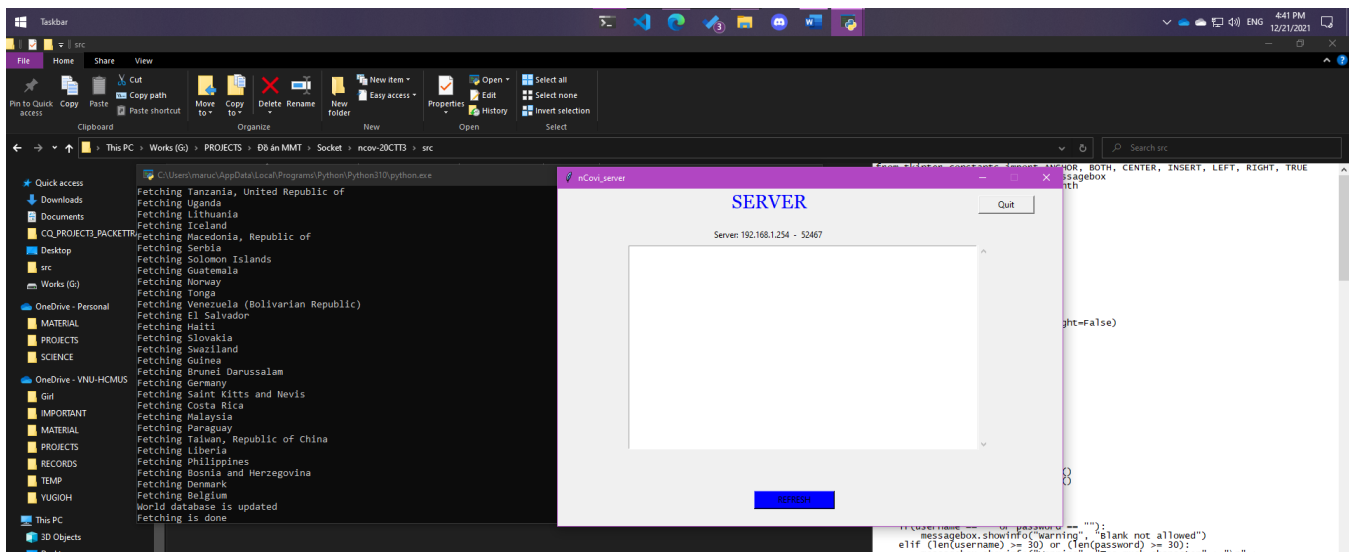 Taskbar
3
ENG
4:41 PM
12/21/2021
src
File Home Share View
Pin to Quick access
Copy
Paste
Cut
Copy path
Paste shortcut
Clipboard
Move to
Copy to
Delete
Rename
Organize
New folder
New item
Easy access
New
Properties
Open
Edit
History
Open
Select all
Select none
Invert selection
Select
This PC › Works (G:) › PROJECTS › Đồ án MMT › Socket › ncov-20CTT3 › src
Search src
Quick access
Downloads
Documents
CQ_PROJECT3_PACKETTR
Desktop
src
Works (G:)
OneDrive - Personal
MATERIAL
PROJECTS
SCIENCE
OneDrive - VNU-HCMUS
Girl
IMPORTANT
MATERIAL
PROJECTS
RECORDS
TEMP
YUGIOH
This PC
3D Objects
C:\Users\maruc\AppData\Local\Programs\Python\Python310\python.exe
Fetching Tanzania, United Republic of
Fetching Uganda
Fetching Lithuania
Fetching Iceland
Fetching Macedonia, Republic of
Fetching Serbia
Fetching Solomon Islands
Fetching Guatemala
Fetching Norway
Fetching Tonga
Fetching Venezuela (Bolivarian Republic)
Fetching El Salvador
Fetching Haiti
Fetching Slovakia
Fetching Swaziland
Fetching Guinea
Fetching Brunei Darussalam
Fetching Germany
Fetching Saint Kitts and Nevis
Fetching Costa Rica
Fetching Malaysia
Fetching Paraguay
Fetching Taiwan, Republic of China
Fetching Liberia
Fetching Philippines
Fetching Bosnia and Herzegovina
Fetching Denmark
Fetching Belgium
World database is updated
Fetching is done
nCovi_server
SERVER
Quit
Server: 192.168.1.254 - 52467
REFRESH
from tkinter.constants import ANCHOR, BOTH, CENTER, INSERT, LEFT, RIGHT, TRUE
ssagebox
nth
ght=False)
()
()
if(username == "" or password == ""):
messagebox.showinfo("Warning", "Blank not allowed")
elif (len(username) >= 30) or (len(password) >= 30):